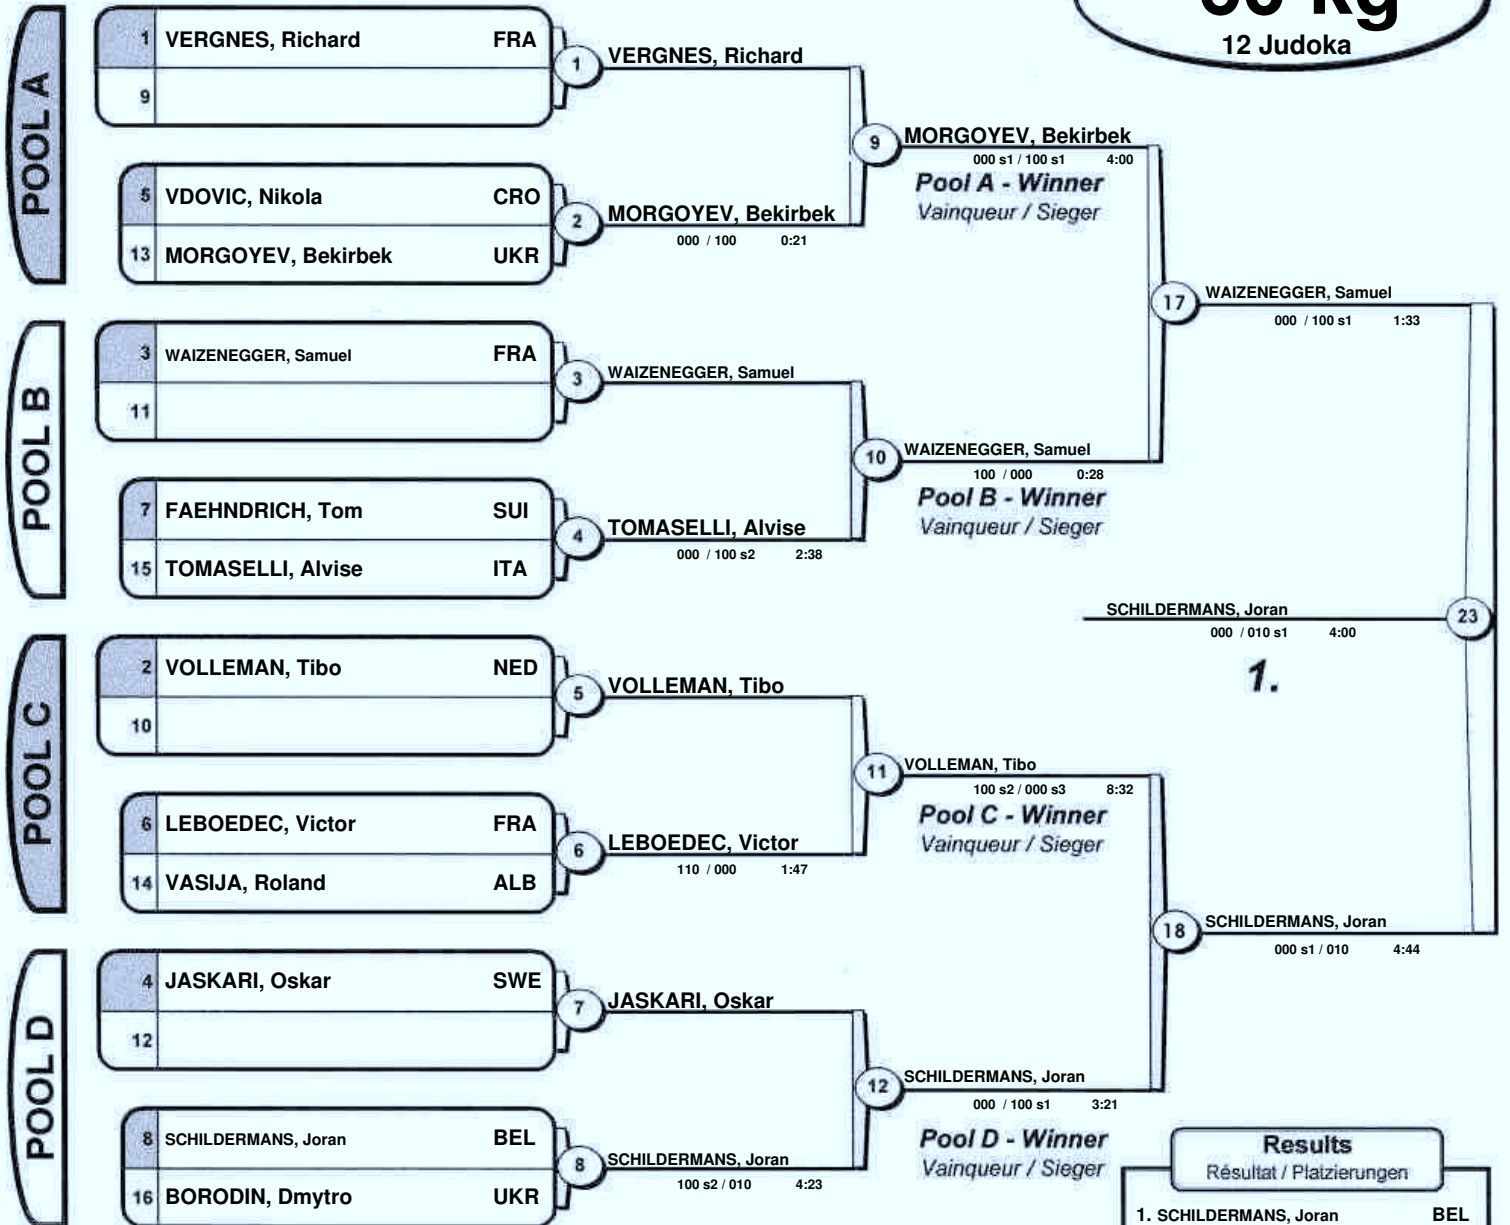 12 Judoka
POOL A
1 VERGNES, Richard FRA
9
1 VERGNES, Richard
5 VDOVIC, Nikola CRO
13 MORGOYEV, Bekirbek UKR
2 MORGOYEV, Bekirbek
000 / 100 0:21
9 MORGOYEV, Bekirbek
000 s1 / 100 s1 4:00
Pool A - Winner
Vainqueur / Sieger
POOL B
3 WAIZENEGGER, Samuel FRA
11
3 WAIZENEGGER, Samuel
7 FAEHNDRICH, Tom SUI
15 TOMASELLI, Alvise ITA
4 TOMASELLI, Alvise
000 / 100 s2 2:38
10 WAIZENEGGER, Samuel
100 / 000 0:28
Pool B - Winner
Vainqueur / Sieger
17 WAIZENEGGER, Samuel
000 / 100 s1 1:33
SCHILDERMANS, Joran 23
000 / 010 s1 4:00
1.
POOL C
2 VOLLEMAN, Tibo NED
10
5 VOLLEMAN, Tibo
6 LEBOEDEC, Victor FRA
14 VASIJA, Roland ALB
6 LEBOEDEC, Victor
110 / 000 1:47
11 VOLLEMAN, Tibo
100 s2 / 000 s3 8:32
Pool C - Winner
Vainqueur / Sieger
POOL D
4 JASKARI, Oskar SWE
12
7 JASKARI, Oskar
8 SCHILDERMANS, Joran BEL
16 BORODIN, Dmytro UKR
8 SCHILDERMANS, Joran
100 s2 / 010 4:23
12 SCHILDERMANS, Joran
000 / 100 s1 3:21
Pool D - Winner
Vainqueur / Sieger
18 SCHILDERMANS, Joran
000 s1 / 010 4:44
Results
Résultat / Platzierungen
1. SCHILDERMANS, Joran BEL